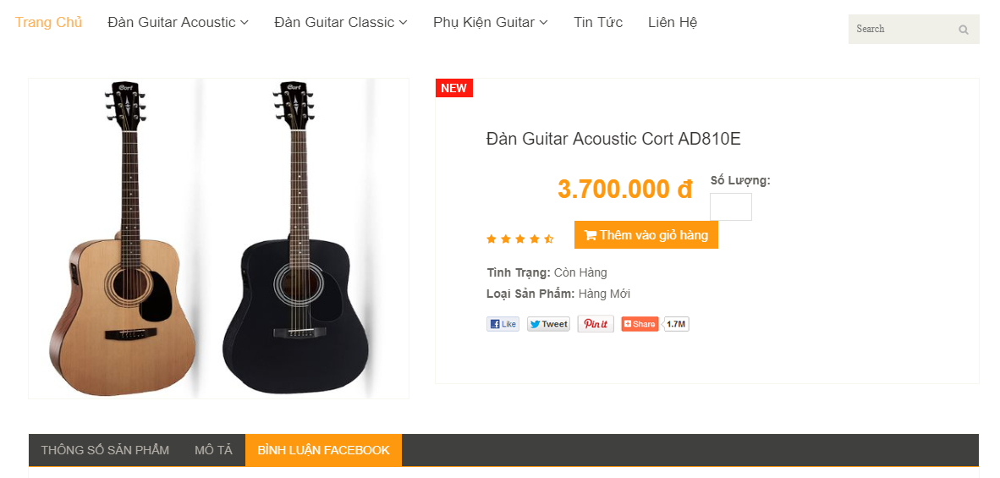 Trang Chủ Đàn Guitar Acoustic Đàn Guitar Classic Phụ Kiện Guitar Tin Tức Liên Hệ Search
Cort Cort
NEW
Đàn Guitar Acoustic Cort AD810E
3.700.000 đ
Số Lượng:
Thêm vào giỏ hàng
Tình Trạng: Còn Hàng
Loại Sản Phẩm: Hàng Mới
Like Tweet Pin it Share 1.7M
THÔNG SỐ SẢN PHẨM MÔ TẢ BÌNH LUẬN FACEBOOK